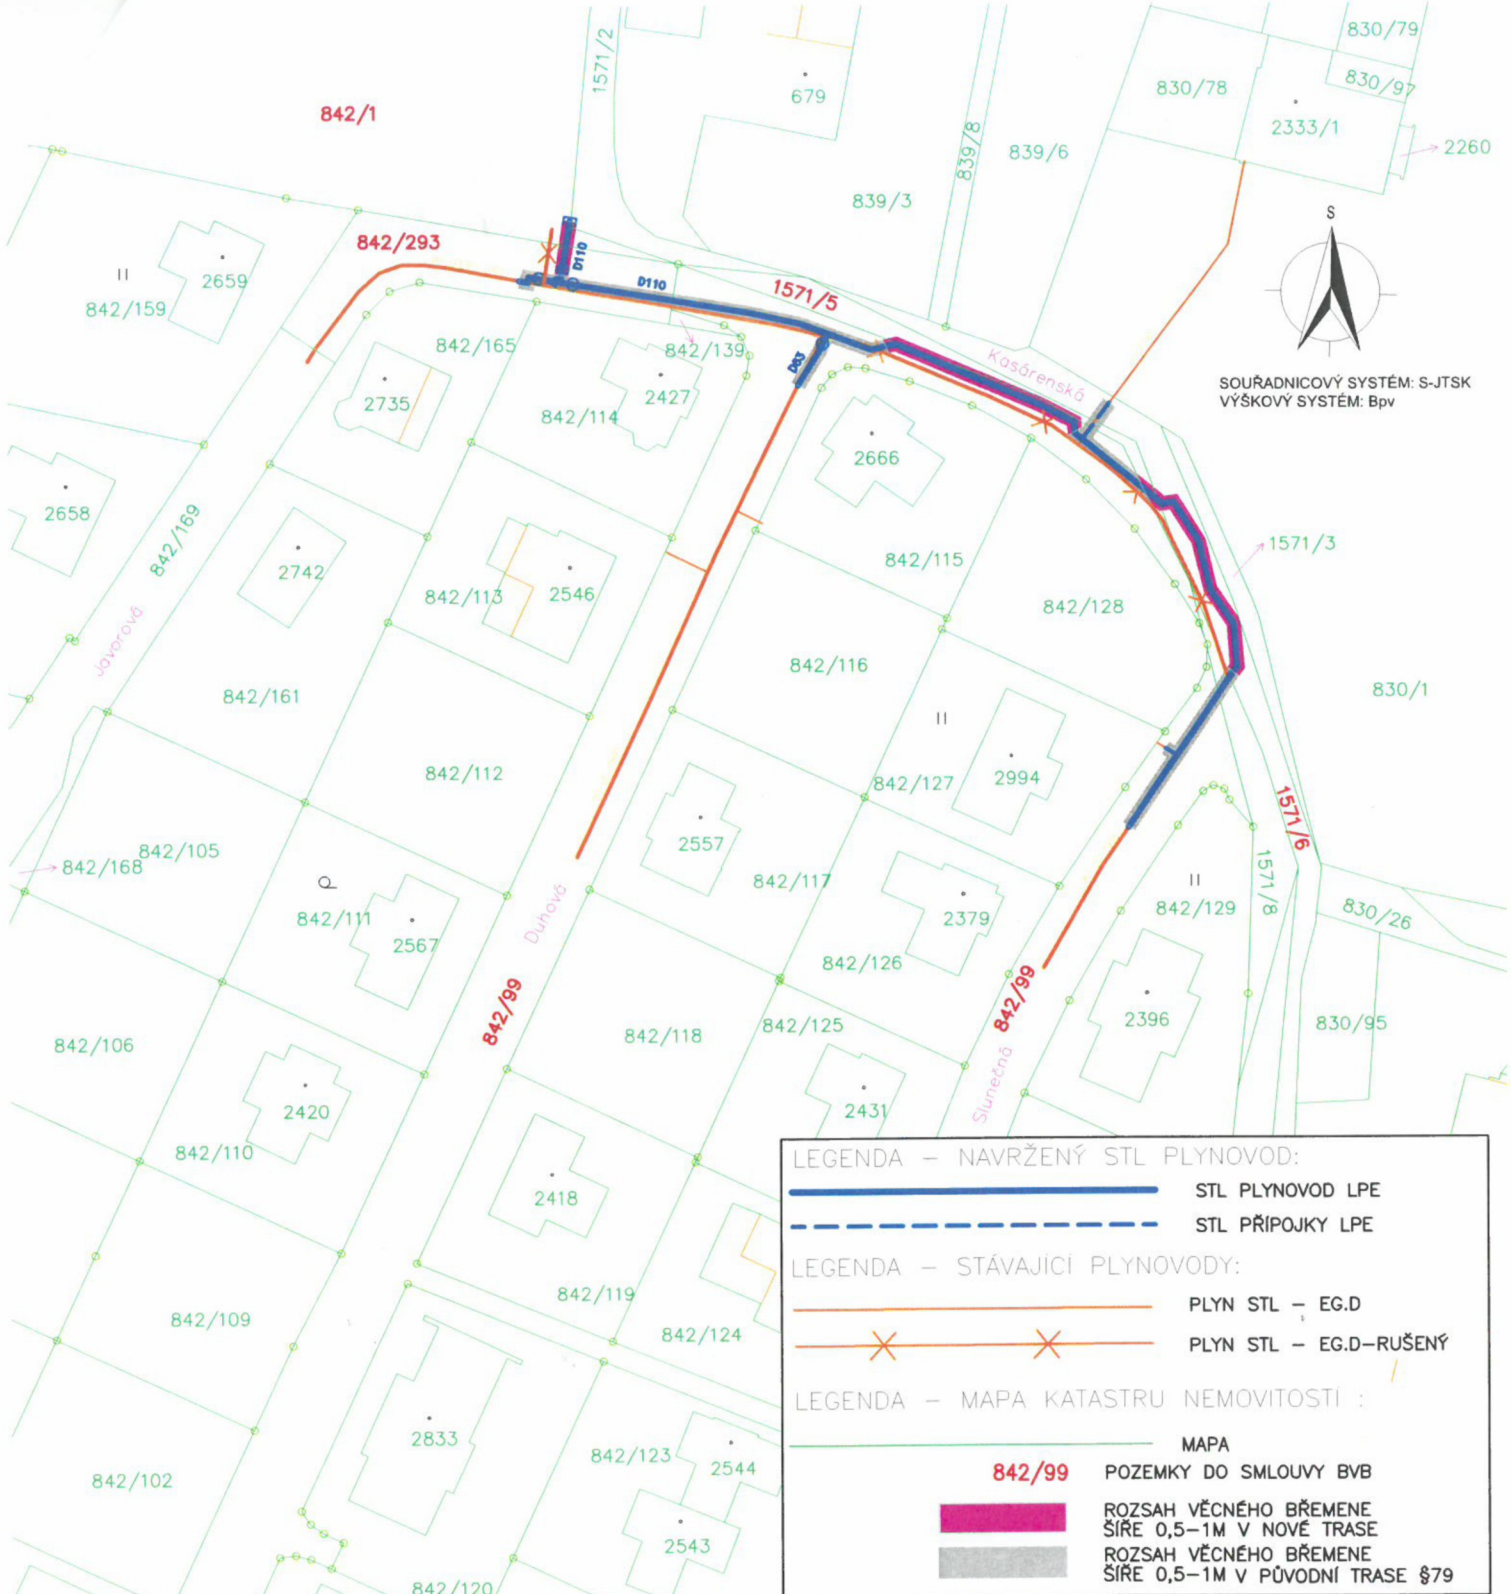 830/79
1571/2
679
830/78
830/97
842/1
2333/1
839/8
839/6
2260
839/3
S
842/293
2659
D110
D110
1571/5
842/159
842/165
842/139
Kasárenská
SOUŘADNICOVÝ SYSTÉM: S-JTSK
VÝŠKOVÝ SYSTÉM: Bpv
D63
2735
2427
842/114
2666
2658
842/169
1571/3
2742
842/115
842/113
2546
842/128
Javorová
842/116
842/161
830/1
842/112
842/127
2994
1571/6
2557
842/168
842/105
842/117
1571/8
842/129
2379
842/111
Duhová
830/26
2567
842/126
842/99
842/99
2396
830/95
842/125
842/118
842/106
Slunečná
2420
2431
842/110
2418
842/119
842/109
842/124
2833
842/123
2544
842/102
2543
842/120
LEGENDA – NAVRŽENÝ STL PLYNOVOD:
STL PLYNOVOD LPE
STL PŘÍPOJKY LPE
LEGENDA – STÁVAJÍCÍ PLYNOVODY:
PLYN STL – EG.D
PLYN STL – EG.D–RUŠENÝ
LEGENDA – MAPA KATASTRU NEMOVITOSTI :
MAPA
842/99 POZEMKY DO SMLOUVY BVB
ROZSAH VĚCNÉHO BŘEMENE
ŠÍŘE 0,5–1M V NOVÉ TRASE
ROZSAH VĚCNÉHO BŘEMENE
ŠÍŘE 0,5–1M V PŮVODNÍ TRASE §79